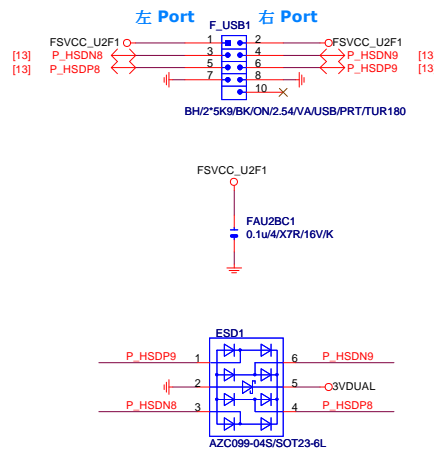 左 Port 右 Port
F_USB1
FSVCC_U2F1 1 2 FSVCC_U2F1
[13] P_HSDN8 3 4 P_HSDN9 [13]
[13] P_HSDP8 5 6 P_HSDP9 [13]
7 8
10
BH/2*5K9/BK/ON/2.54/VA/USB/PRT/TUR180
FSVCC_U2F1
FAU2BC1
0.1u/4/X7R/16V/K
ESD1
P_HSDP9 1 6 P_HSDN9
2 5 3VDUAL
P_HSDN8 3 4 P_HSDP8
AZC099-04S/SOT23-6L